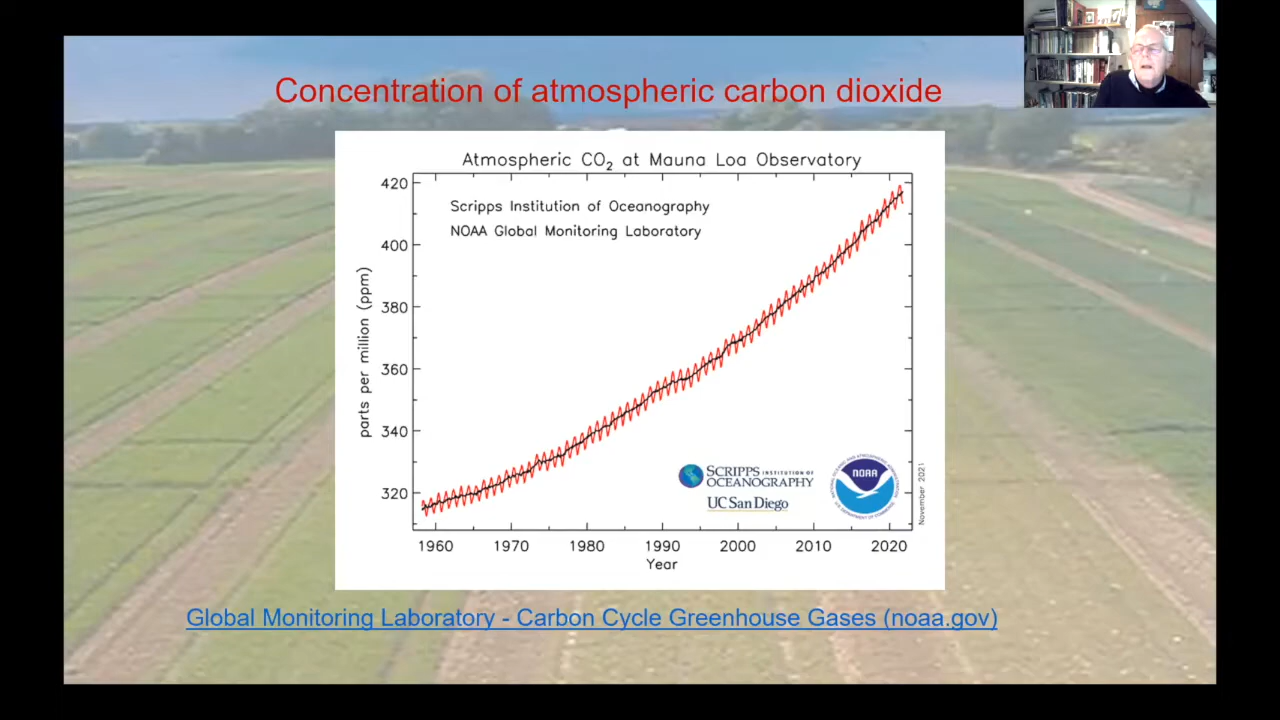 Concentration of atmospheric carbon dioxide
Atmospheric CO₂ at Mauna Loa Observatory
Scripps Institution of Oceanography
NOAA Global Monitoring Laboratory
parts per million (ppm)
420
400
380
360
340
320
SCRIPPS INSTITUTION OF
OCEANOGRAPHY
UC San Diego
NOAA
November 2021
1960 1970 1980 1990 2000 2010 2020
Year
Global Monitoring Laboratory - Carbon Cycle Greenhouse Gases (noaa.gov)